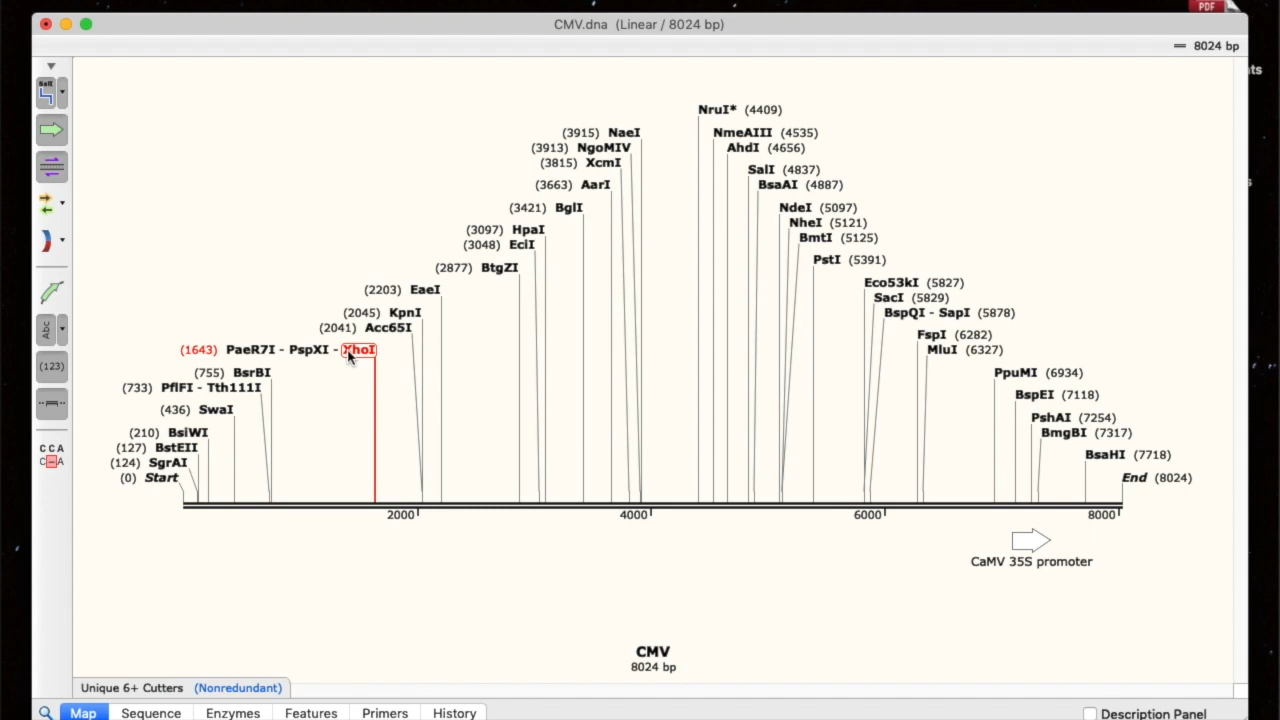 PDF
CMV.dna (Linear / 8024 bp)
8024 bp
NruI* (4409)
(3915) NaeI
NmeAIII (4535)
(3913) NgoMIV
AhdI (4656)
(3815) XcmI
SalI (4837)
(3663) AarI
BsaAI (4887)
(3421) BglI
NdeI (5097)
(3097) HpaI
NheI (5121)
(3048) EciI
BmtI (5125)
(2877) BtgZI
PstI (5391)
(2203) EaeI
Eco53kI (5827)
SacI (5829)
(2045) KpnI
BspQI - SapI (5878)
(2041) Acc65I
FspI (6282)
(1643) PaeR7I - PspXI - XhoI
MluI (6327)
(755) BsrBI
PpuMI (6934)
(733) PflFI - Tth111I
BspEI (7118)
(436) SwaI
PshAI (7254)
(210) BsiWI
BmgBI (7317)
(127) BstEII
BsaHI (7718)
(124) SgrAI
(0) Start
End (8024)
2000
4000
6000
8000
CaMV 35S promoter
CMV
8024 bp
Abc
(123)
CCA
C-A
Unique 6+ Cutters (Nonredundant)
Map Sequence Enzymes Features Primers History
Description Panel